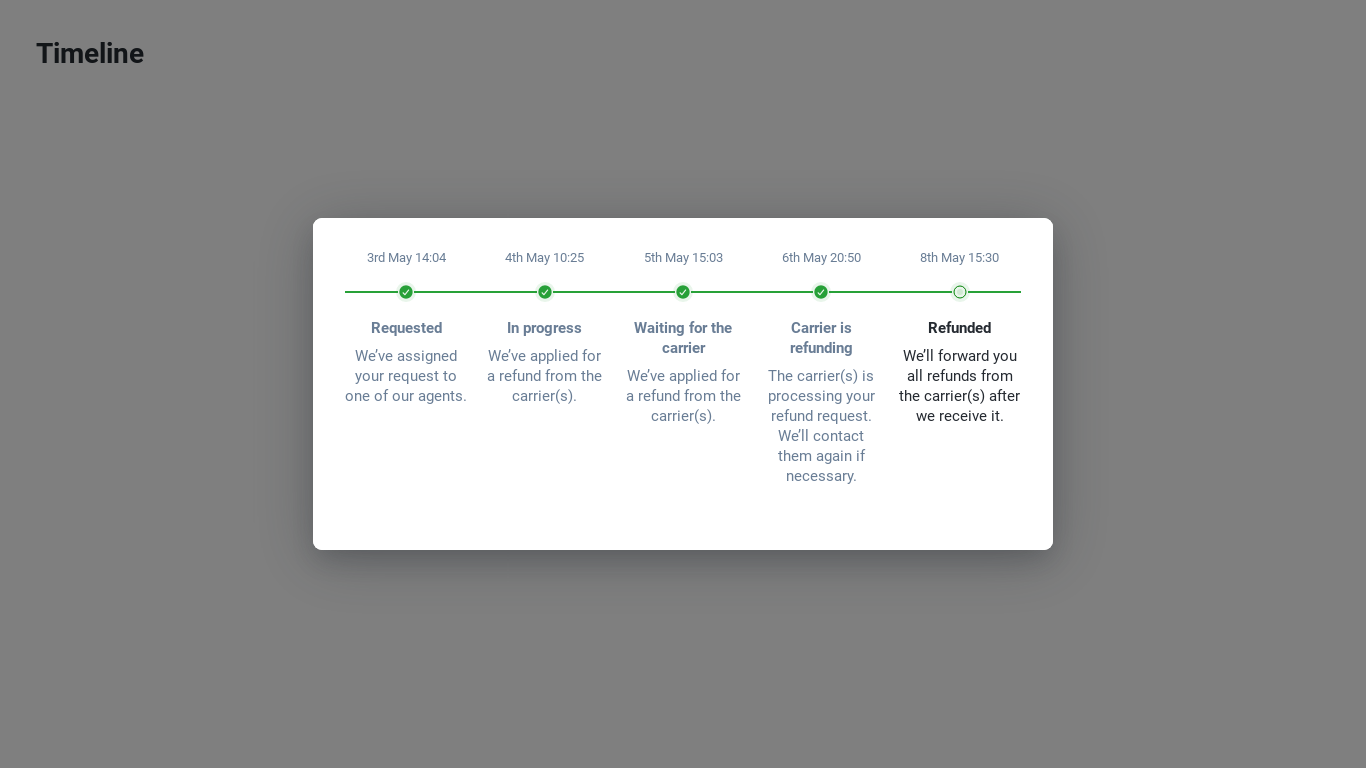 Timeline
3rd May 14:04
4th May 10:25
5th May 15:03
6th May 20:50
8th May 15:30
Requested
We’ve assigned
your request to
one of our agents.
In progress
We’ve applied for
a refund from the
carrier(s).
Waiting for the
carrier
We’ve applied for
a refund from the
carrier(s).
Carrier is
refunding
The carrier(s) is
processing your
refund request.
We’ll contact
them again if
necessary.
Refunded
We’ll forward you
all refunds from
the carrier(s) after
we receive it.